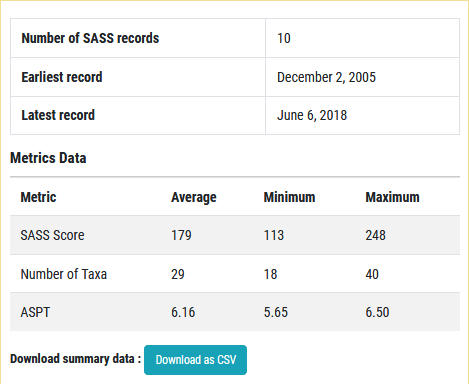 Number of SASS records 10
Earliest record December 2, 2005
Latest record June 6, 2018
Metrics Data
Metric Average Minimum Maximum
SASS Score 179 113 248
Number of Taxa 29 18 40
ASPT 6.16 5.65 6.50
Download summary data : Download as CSV